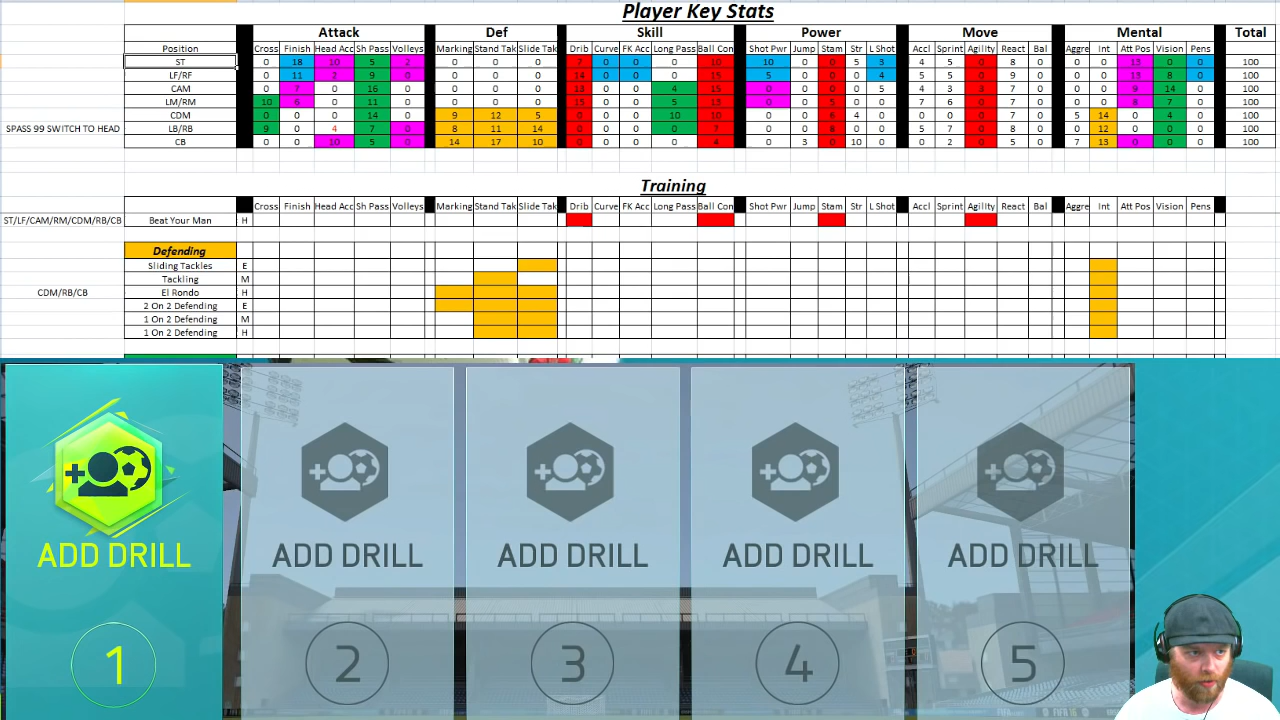 Player Key Stats
Attack Def Skill Power Move Mental Total
Position Cross Finish Head Acc Sh Pass Volleys Marking Stand Tak Slide Tak Drib Curve FK Acc Long Pass Ball Con Shot Pwr Jump Stam Str L Shot Accl Sprint Agility React Bal Aggre Int Att Pos Vision Pens
ST 0 18 10 5 2 0 0 0 7 0 0 0 10 10 0 0 5 3 4 5 0 8 0 0 0 13 0 0 100
LF/RF 0 11 2 9 0 0 0 0 14 0 0 0 15 5 0 0 0 4 5 5 0 9 0 0 0 13 8 0 100
CAM 0 7 0 16 0 0 0 0 13 0 0 4 15 0 0 0 0 5 4 3 3 7 0 0 0 9 14 0 100
LM/RM 10 6 0 11 0 0 0 0 15 0 0 5 13 0 0 5 0 0 7 6 0 7 0 0 0 8 7 0 100
CDM 0 0 0 14 0 9 12 5 0 0 0 10 10 0 0 6 4 0 0 0 0 7 0 5 14 0 4 0 100
SPASS 99 SWITCH TO HEAD LB/RB 9 0 4 7 0 8 11 14 0 0 0 0 7 0 0 8 0 0 5 7 0 8 0 0 12 0 0 0 100
CB 0 0 10 5 0 14 17 10 0 0 0 0 4 0 3 0 10 0 0 2 0 5 0 7 13 0 0 0 100
Training
Cross Finish Head Acc Sh Pass Volleys Marking Stand Tak Slide Tak Drib Curve FK Acc Long Pass Ball Con Shot Pwr Jump Stam Str L Shot Accl Sprint Agility React Bal Aggre Int Att Pos Vision Pens
ST/LF/CAM/RM/CDM/RB/CB Beat Your Man H
Defending
Sliding Tackles E
Tackling M
CDM/RB/CB El Rondo H
2 On 2 Defending E
1 On 2 Defending M
1 On 2 Defending H
ADD DRILL ADD DRILL ADD DRILL ADD DRILL ADD DRILL
1 2 3 4 5